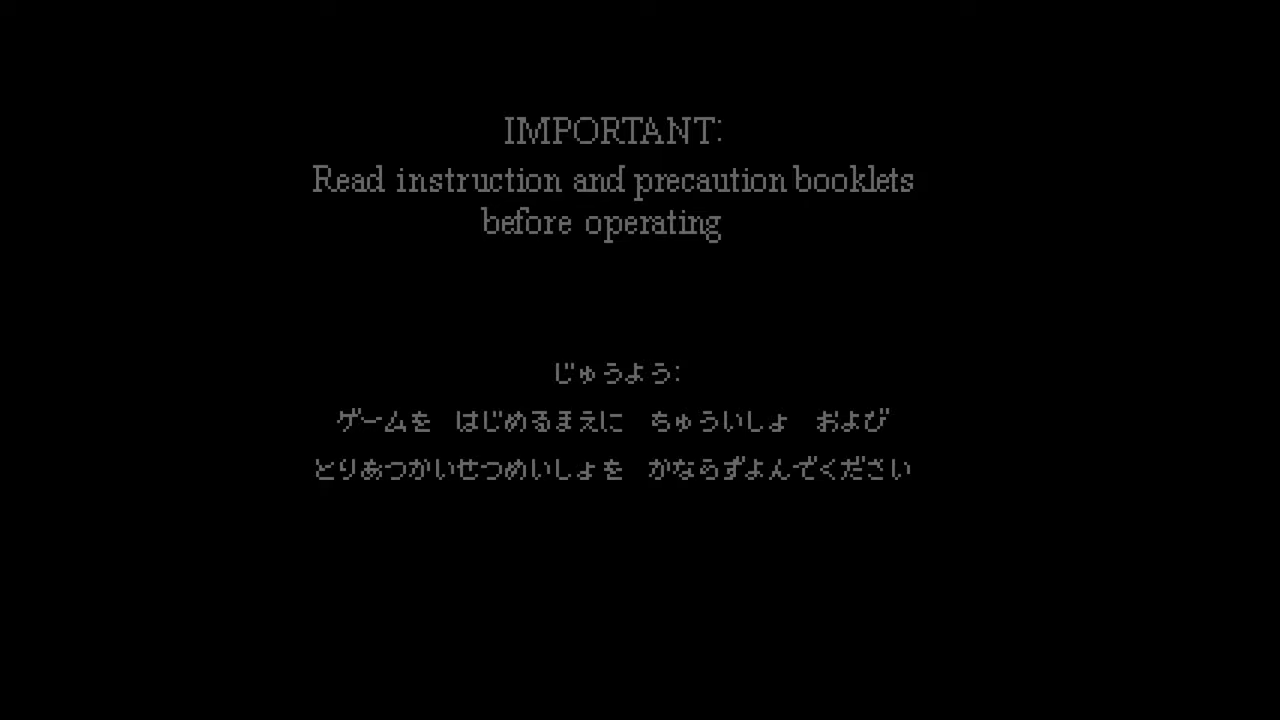 IMPORTANT:
Read instruction and precaution booklets
before operating
じゅうよう:
ゲームを はじめるまえに ちゅういしょ および
とりあつかいせつめいしょを かならずよんでください